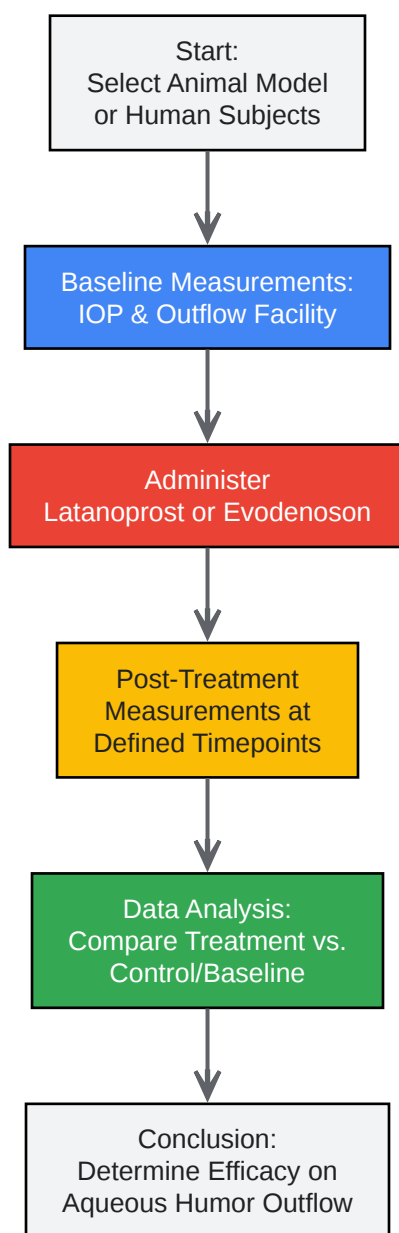 Start:
Select Animal Model
or Human Subjects
Baseline Measurements:
IOP & Outflow Facility
Administer
Latanoprost or Evodenoson
Post-Treatment
Measurements at
Defined Timepoints
Data Analysis:
Compare Treatment vs.
Control/Baseline
Conclusion:
Determine Efficacy on
Aqueous Humor Outflow